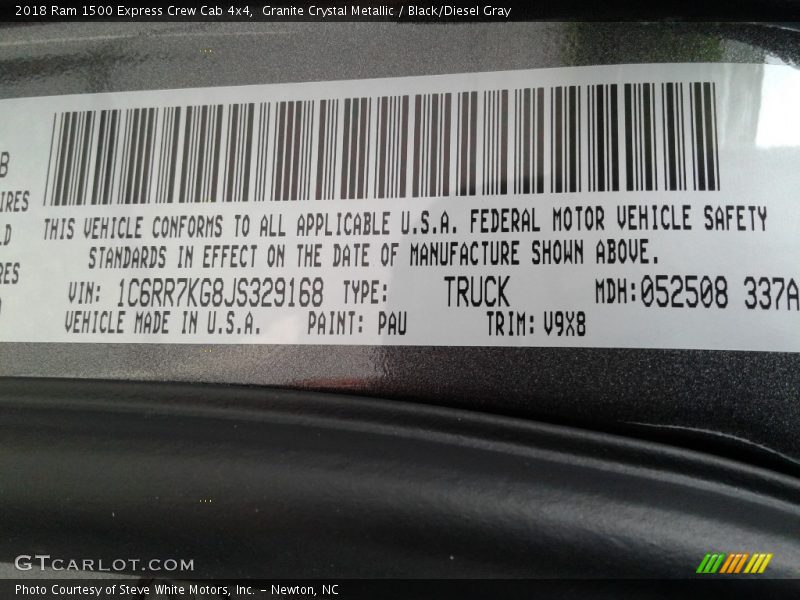 2018 Ram 1500 Express Crew Cab 4x4,  Granite Crystal Metallic / Black/Diesel Gray
B
IRES
LD
RES
THIS VEHICLE CONFORMS TO ALL APPLICABLE U.S.A. FEDERAL MOTOR VEHICLE SAFETY
STANDARDS IN EFFECT ON THE DATE OF MANUFACTURE SHOWN ABOVE.
VIN: 1C6RR7KG8JS329168 TYPE: TRUCK MDH:052508 337A
VEHICLE MADE IN U.S.A. PAINT: PAU TRIM: V9X8
GTCARLOT.COM
Photo Courtesy of Steve White Motors, Inc. – Newton, NC